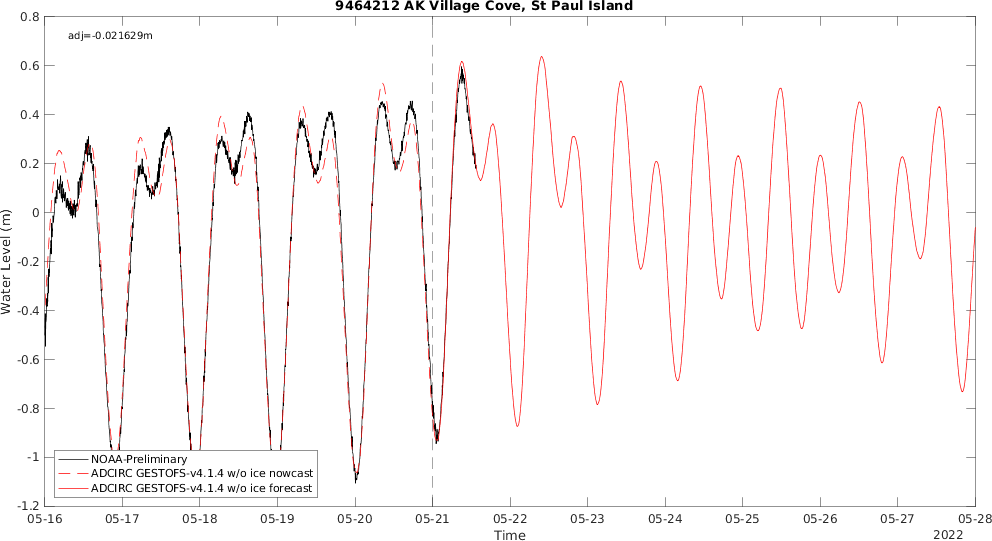 9464212 AK Village Cove, St Paul Island
adj=-0.021629m
0.8
0.6
0.4
0.2
0
-0.2
-0.4
-0.6
-0.8
-1
-1.2
Water Level (m)
NOAA-Preliminary
ADCIRC GESTOFS-v4.1.4 w/o ice nowcast
ADCIRC GESTOFS-v4.1.4 w/o ice forecast
05-16 05-17 05-18 05-19 05-20 05-21 05-22 05-23 05-24 05-25 05-26 05-27 05-28
Time
2022